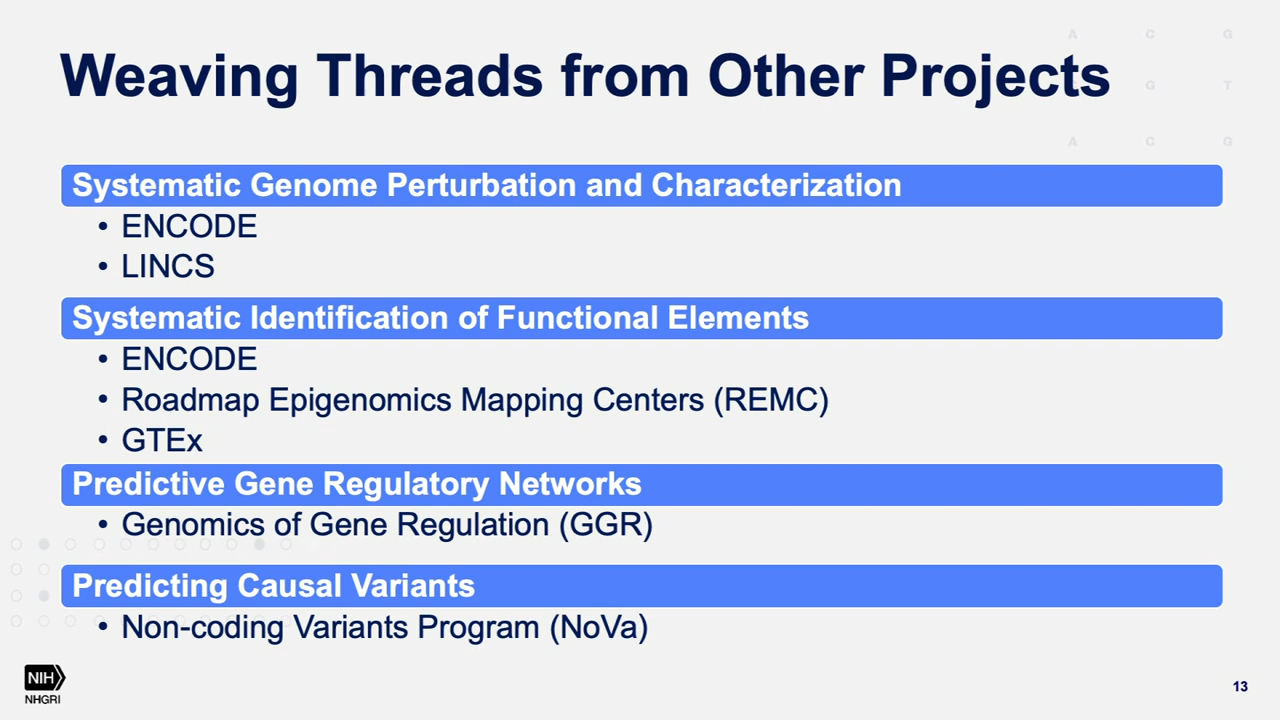 Weaving Threads from Other Projects
A C G
G T
A C G
Systematic Genome Perturbation and Characterization
• ENCODE
• LINCS
Systematic Identification of Functional Elements
• ENCODE
• Roadmap Epigenomics Mapping Centers (REMC)
• GTEx
Predictive Gene Regulatory Networks
• Genomics of Gene Regulation (GGR)
Predicting Causal Variants
• Non-coding Variants Program (NoVa)
NIH
NHGRI
13